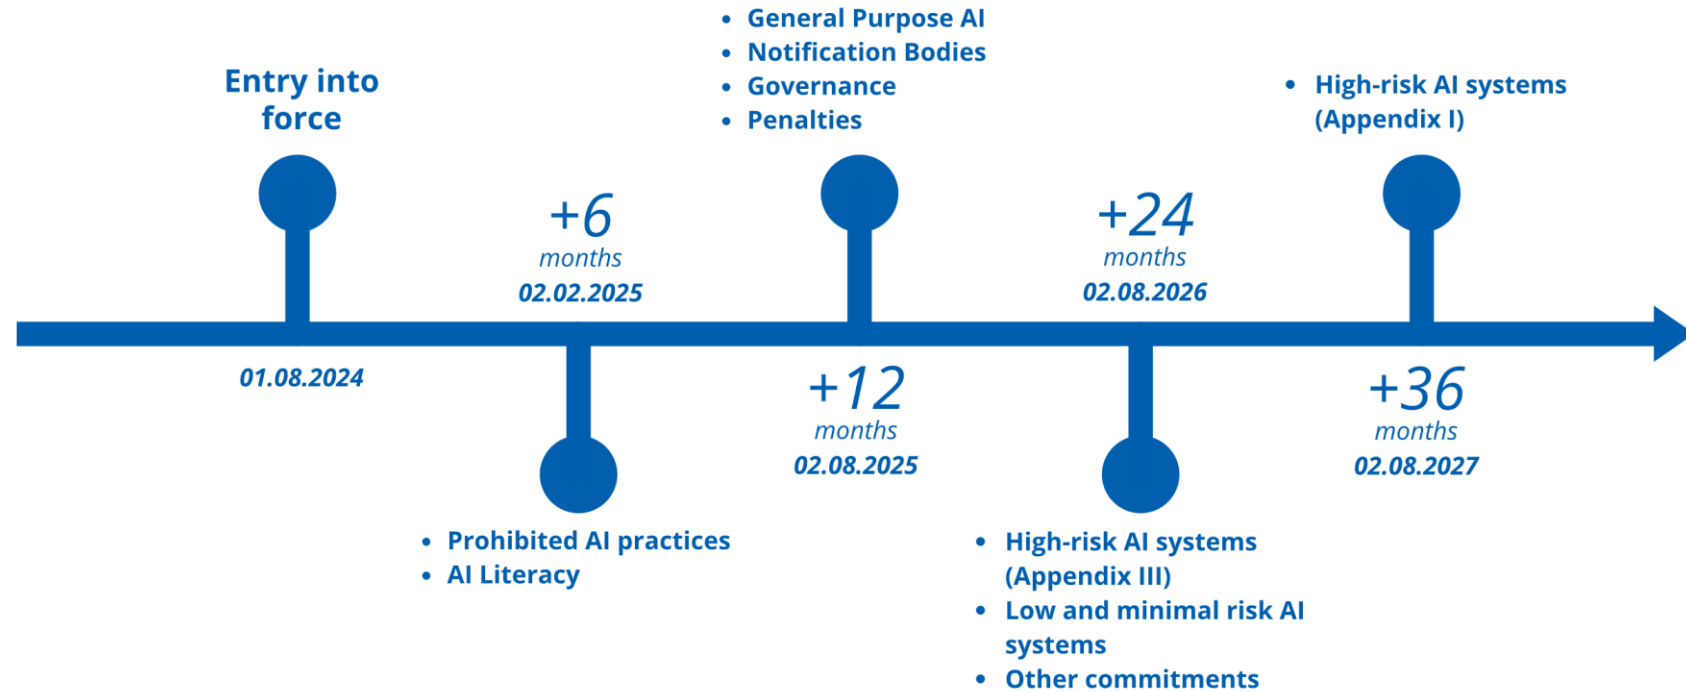 Entry into
force
01.08.2024
+6
months
02.02.2025
• Prohibited AI practices
• AI Literacy
• General Purpose AI
• Notification Bodies
• Governance
• Penalties
+12
months
02.08.2025
+24
months
02.08.2026
• High-risk AI systems
(Appendix III)
• Low and minimal risk AI
systems
• Other commitments
• High-risk AI systems
(Appendix I)
+36
months
02.08.2027